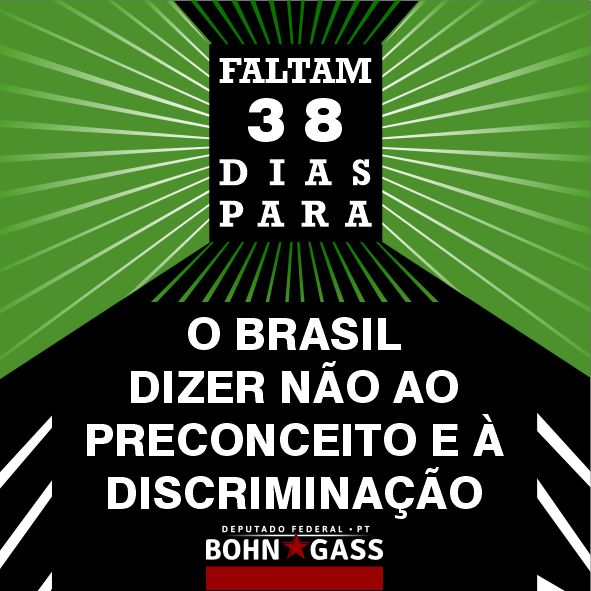 FALTAM
38
DIAS
PARA
O BRASIL
DIZER NÃO AO
PRECONCEITO E À
DISCRIMINAÇÃO
DEPUTADO FEDERAL • PT
BOHN GASS